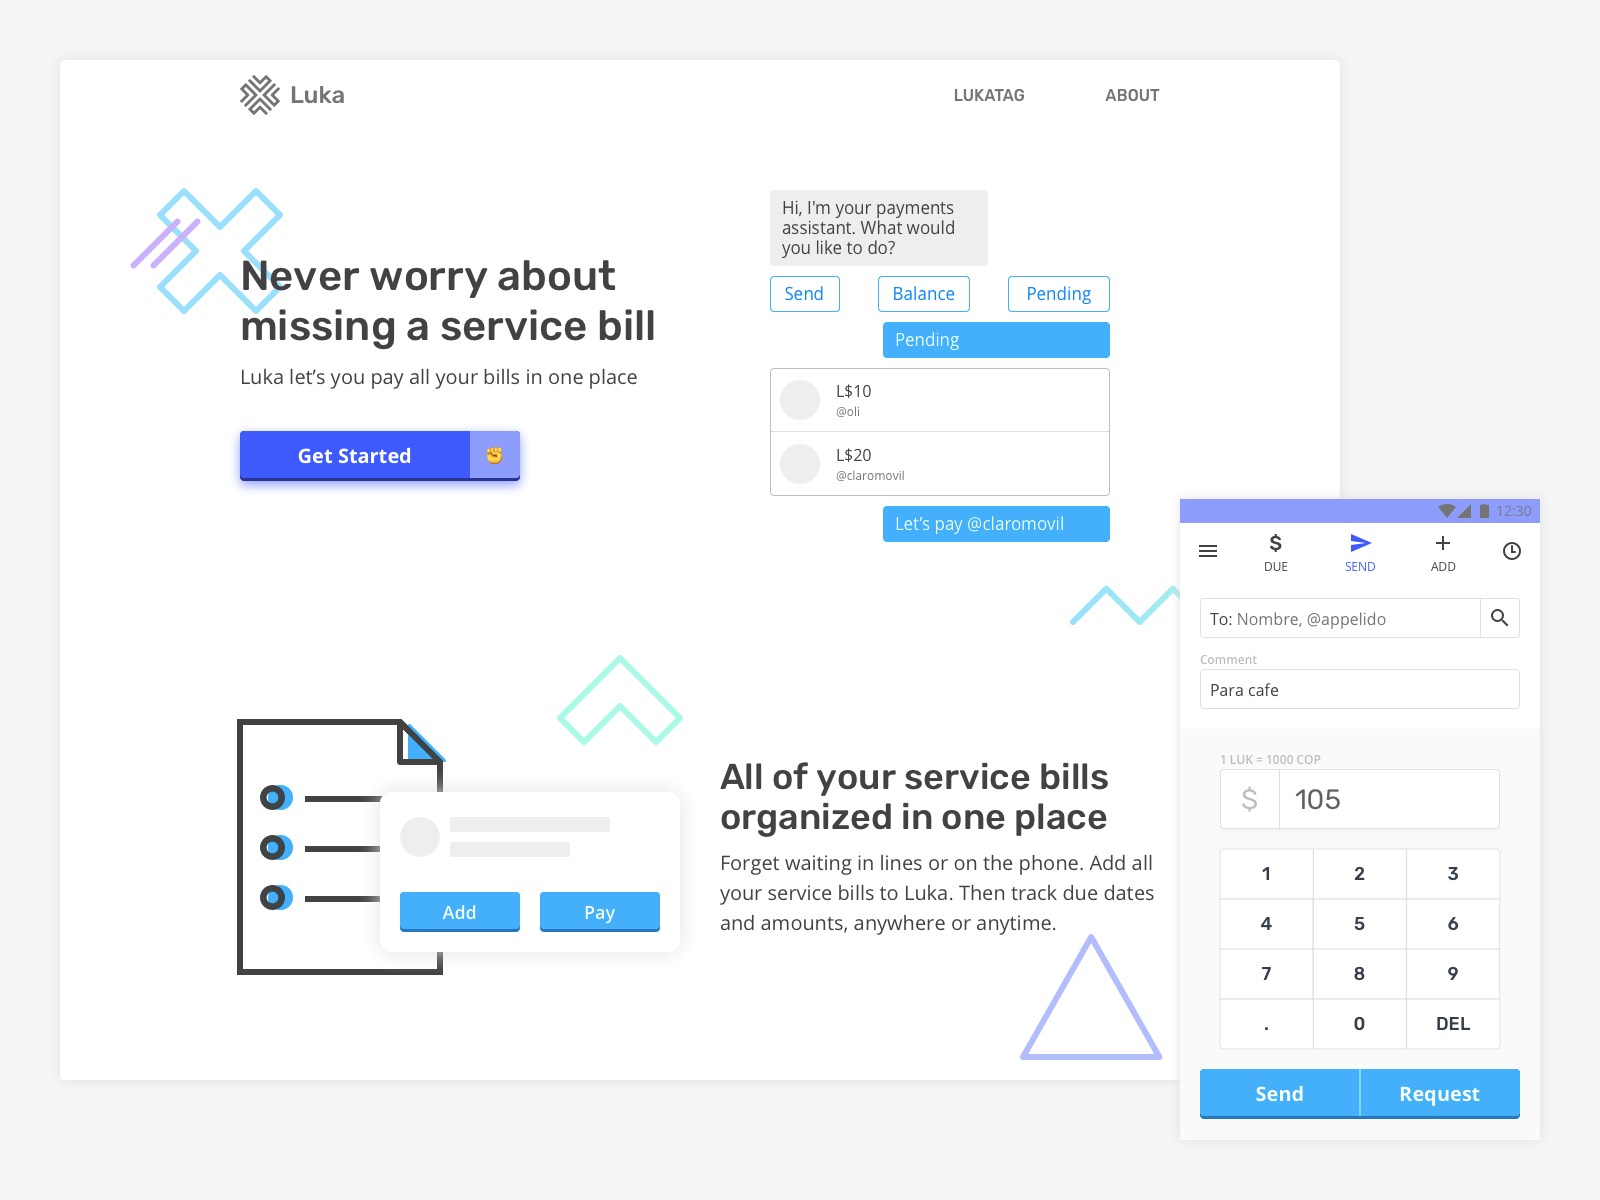 Luka
LUKATAG
ABOUT
Never worry about
missing a service bill
Luka let’s you pay all your bills in one place
Get Started
Hi, I'm your payments
assistant. What would
you like to do?
Send
Balance
Pending
Pending
L$10
@oli
L$20
@claromovil
Let’s pay @claromovil
All of your service bills
organized in one place
Forget waiting in lines or on the phone. Add all
your service bills to Luka. Then track due dates
and amounts, anywhere or anytime.
Add
Pay
12:30
$
DUE
SEND
ADD
To: Nombre, @appelido
Comment
Para cafe
1 LUK = 1000 COP
$ 105
1 2 3
4 5 6
7 8 9
. 0 DEL
Send
Request